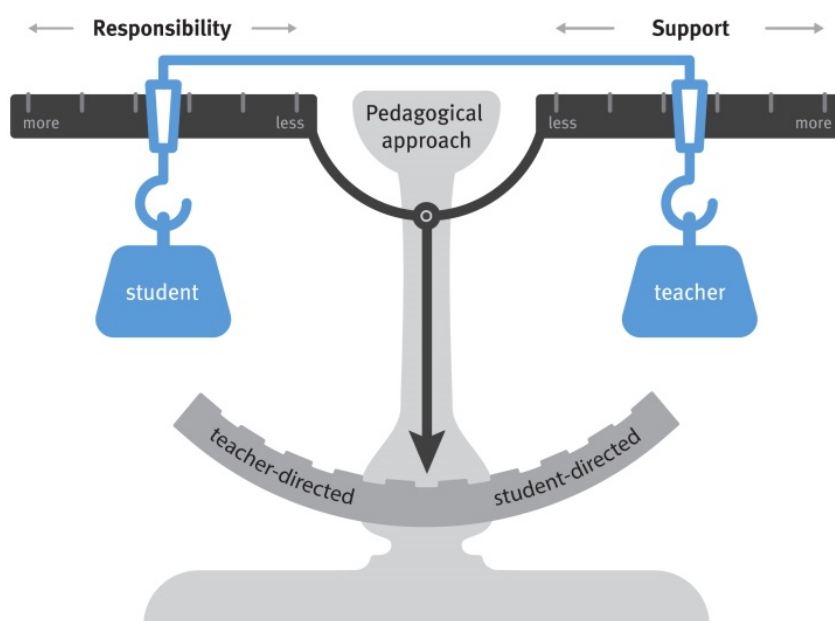 Responsibility
Support
more
less
less
more
Pedagogical
approach
student
teacher
teacher-directed
student-directed